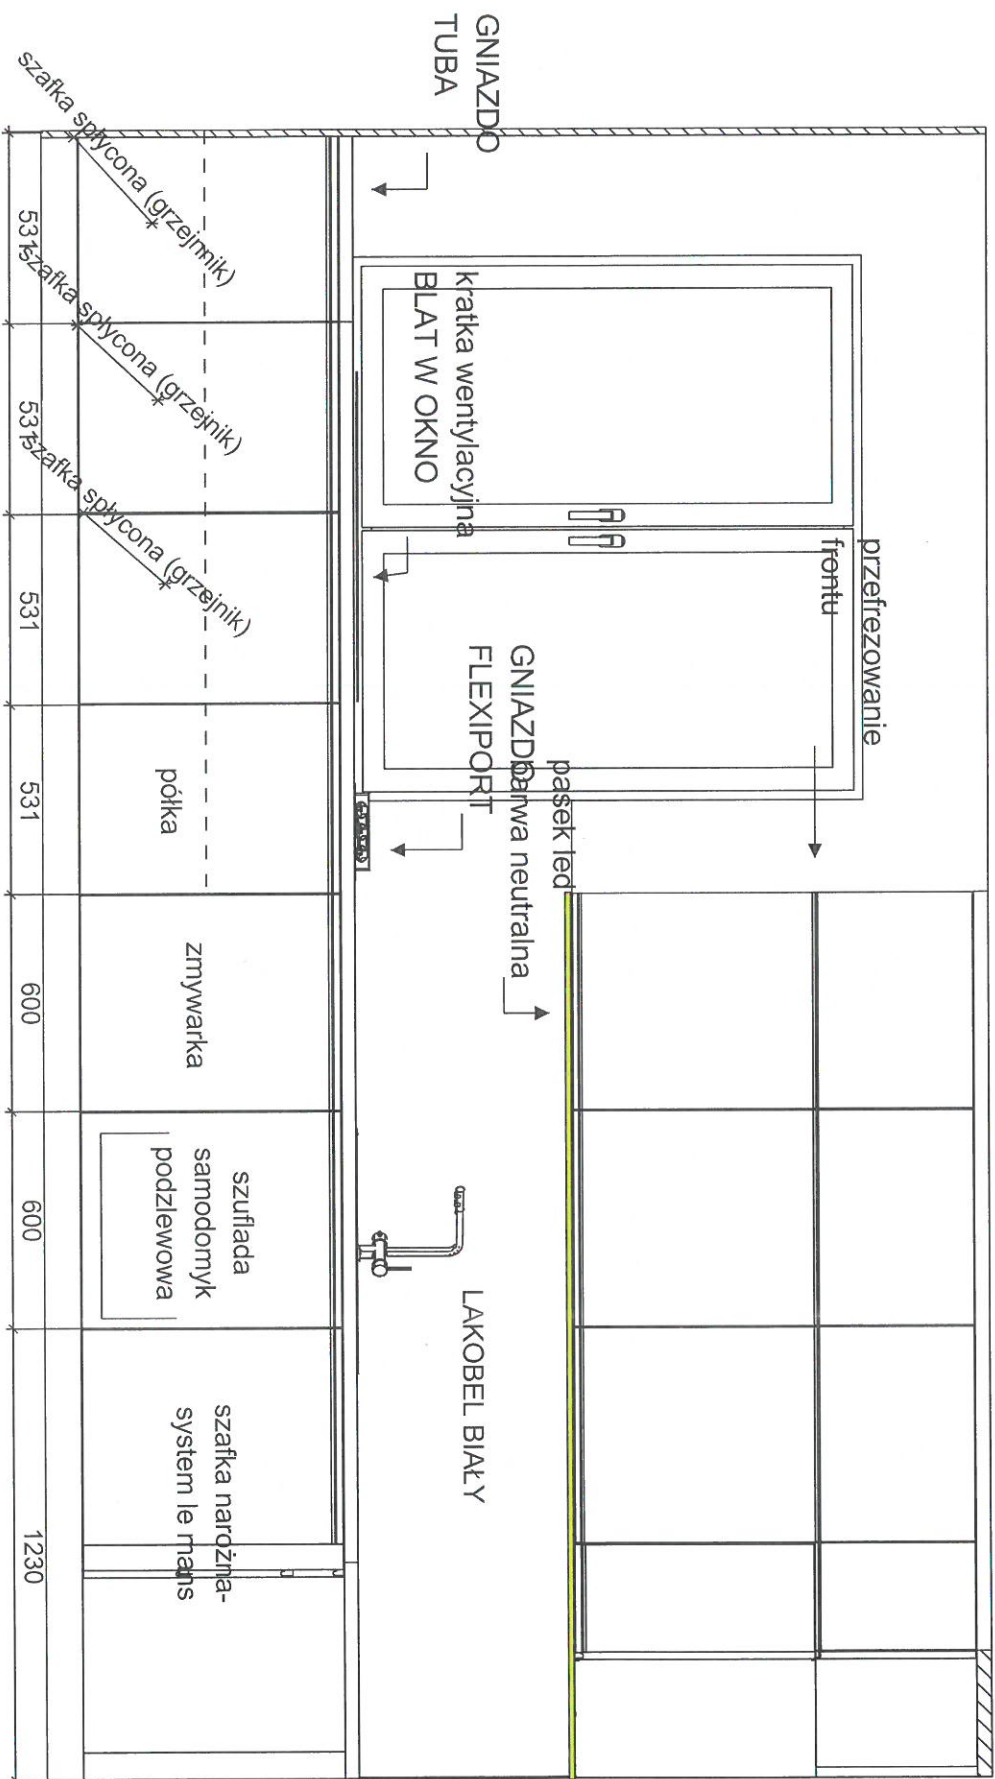 GNIAZDO
TUBA
kratka wentylacyjna
BLAT W OKNO
przefrezowanie
frontu
GNIAZDO
FLEXIPORT
pasek led
barwa neutralna
LAKOBEL BIAŁY
szafka spłycona (grzejnik)
szafka spłycona (grzejnik)
szafka spłycona (grzejnik)
półka
zmywarka
szuflada
samodomyk
podzlewowa
szafka narożna-
system le mans
531
531
531
531
600
600
1230